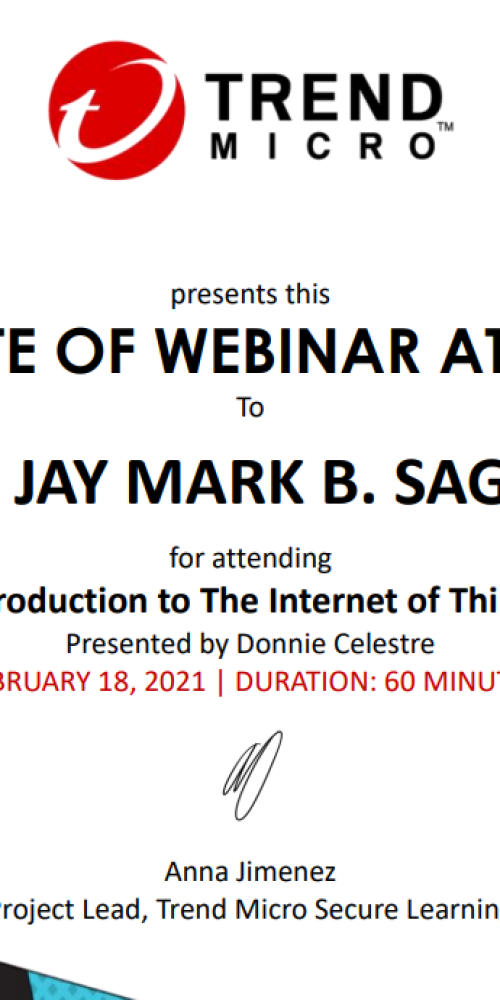 TREND
MICRO™
presents this
TE OF WEBINAR AT
To
JAY MARK B. SAG
for attending
roduction to The Internet of Thi
Presented by Donnie Celestre
BRUARY 18, 2021 | DURATION: 60 MINUT
Anna Jimenez
roject Lead, Trend Micro Secure Learnin